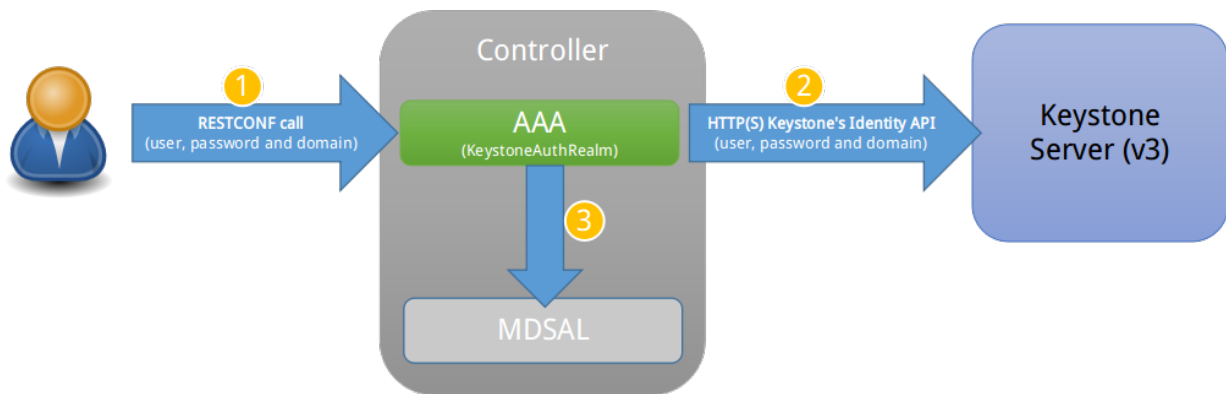 Controller
1
RESTCONF call
(user, password and domain)
AAA
(KeystoneAuthRealm)
2
HTTP(S) Keystone's Identity API
(user, password and domain)
Keystone
Server (v3)
3
MDSAL